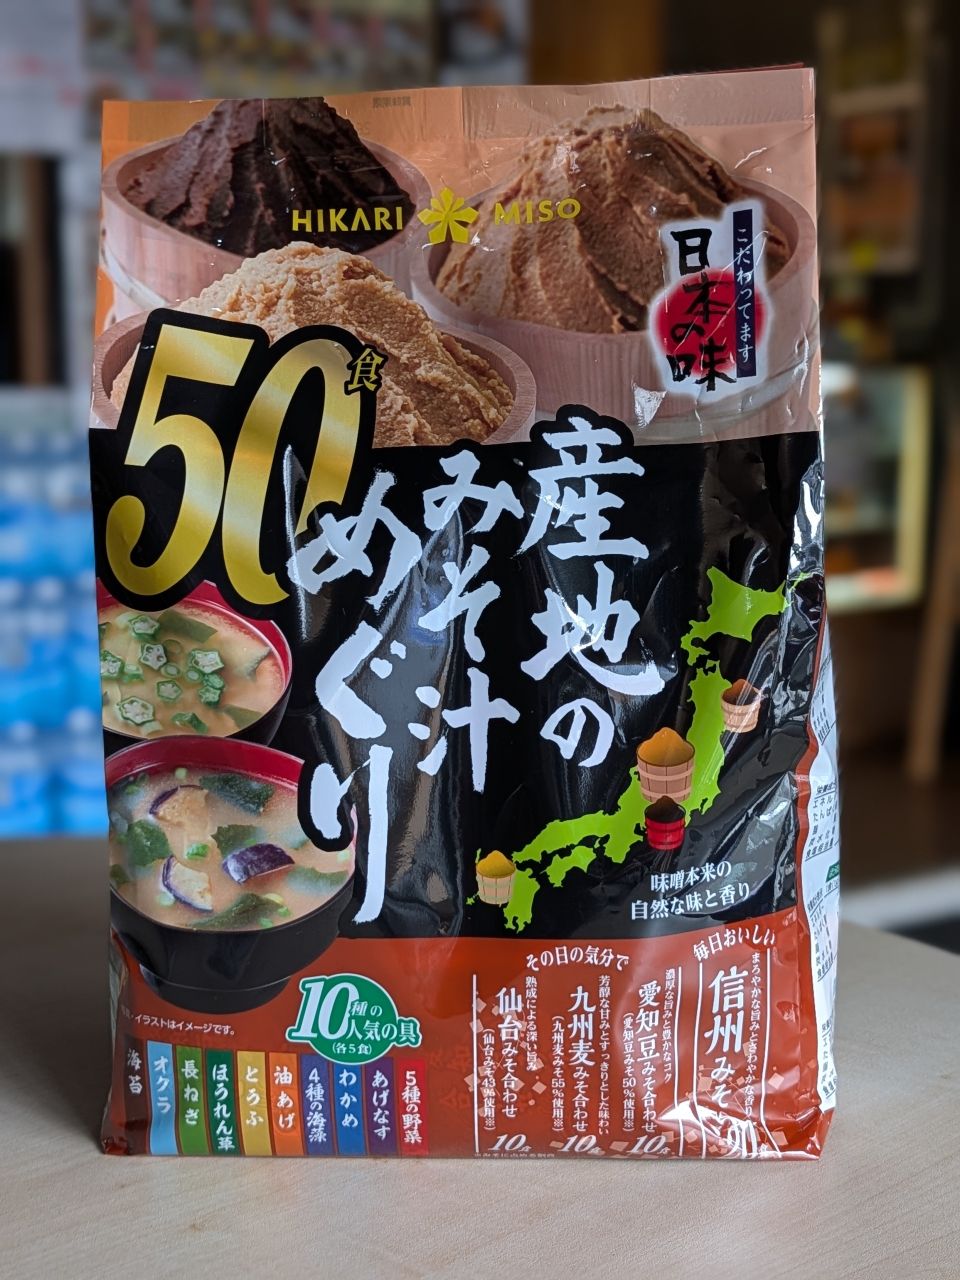 HIKARI MISO
こだわってます
日本の味
50食
産地の
みそ汁
めぐり
味噌本来の
自然な味と香り
毎日おいしい
まろやかな旨みとさわやかな香り
信州みそ
その日の気分で
濃厚な旨みと豊かなコク
愛知豆みそ合わせ
(愛知豆みそ50%使用※)
10食
芳醇な甘みとすっきりとした味わい
九州麦みそ合わせ
(九州麦みそ55%使用※)
10食
熟成による深い旨み
仙台みそ合わせ
(仙台みそ43%使用※)
10食
・イラストはイメージです。
10種の
人気の具
(各5食)
5種の野菜
あげなす
わかめ
4種の海藻
油あげ
とうふ
ほうれん草
長ねぎ
オクラ
海苔